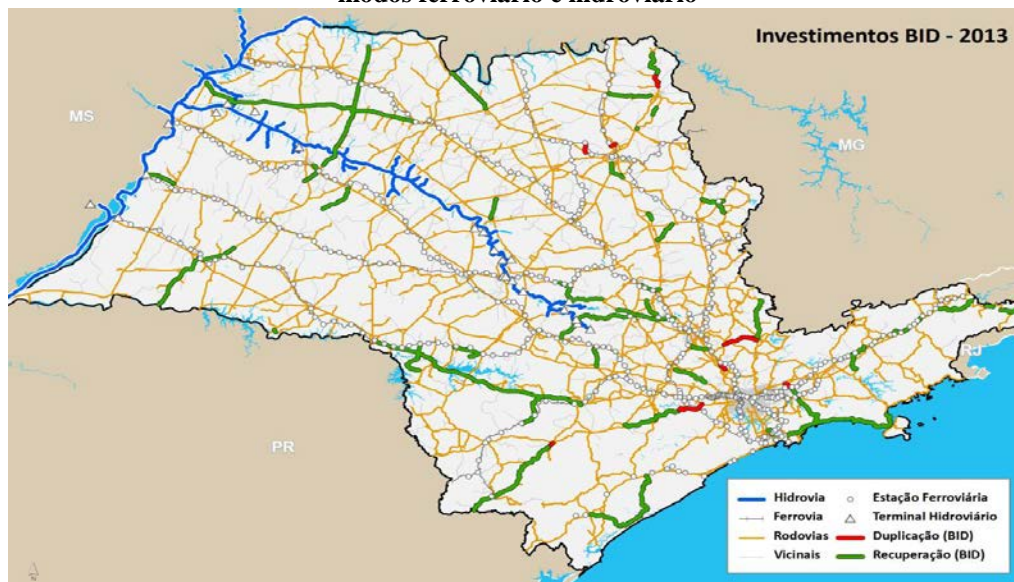 modos ferroviário e hidroviário
Investimentos BID - 2013
MS
MG
RJ
PR
Hidrovia
Estação Ferroviária
Ferrovia
Terminal Hidroviário
Rodovias
Duplicação (BID)
Vicinais
Recuperação (BID)
N